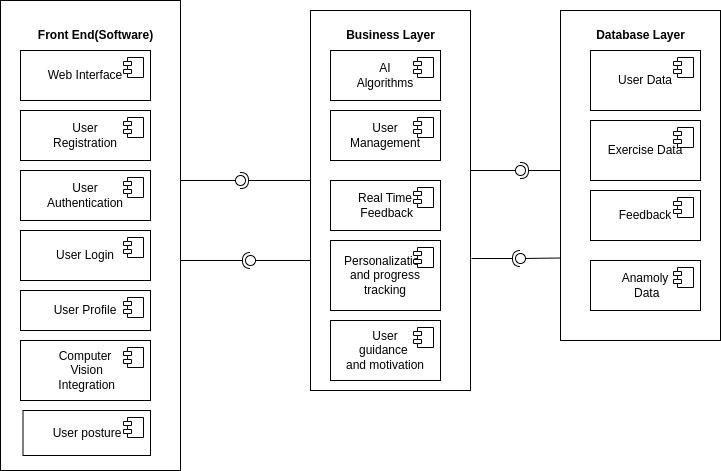 Front End(Software)
Web Interface
User
Registration
User
Authentication
User Login
User Profile
Computer
Vision
Integration
User posture
Business Layer
AI
Algorithms
User
Management
Real Time
Feedback
Personalization
and progress
tracking
User
guidance
and motivation
Database Layer
User Data
Exercise Data
Feedback
Anamoly
Data